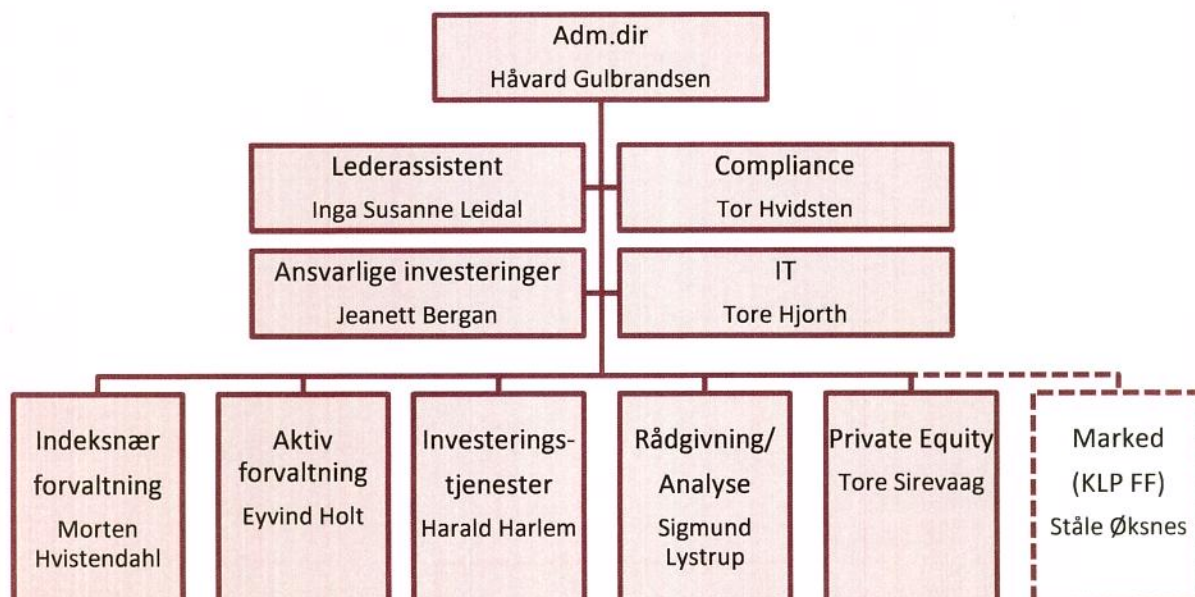 Adm.dir
Håvard Gulbrandsen
Lederassistent
Inga Susanne Leidal
Compliance
Tor Hvidsten
Ansvarlige investeringer
Jeanett Bergan
IT
Tore Hjorth
Indeksnær
forvaltning
Morten
Hvistendahl
Aktiv
forvaltning
Eyvind Holt
Investerings-
tjenester
Harald Harlem
Rådgivning/
Analyse
Sigmund
Lystrup
Private Equity
Tore Sirevaag
Marked
(KLP FF)
Ståle Øksnes